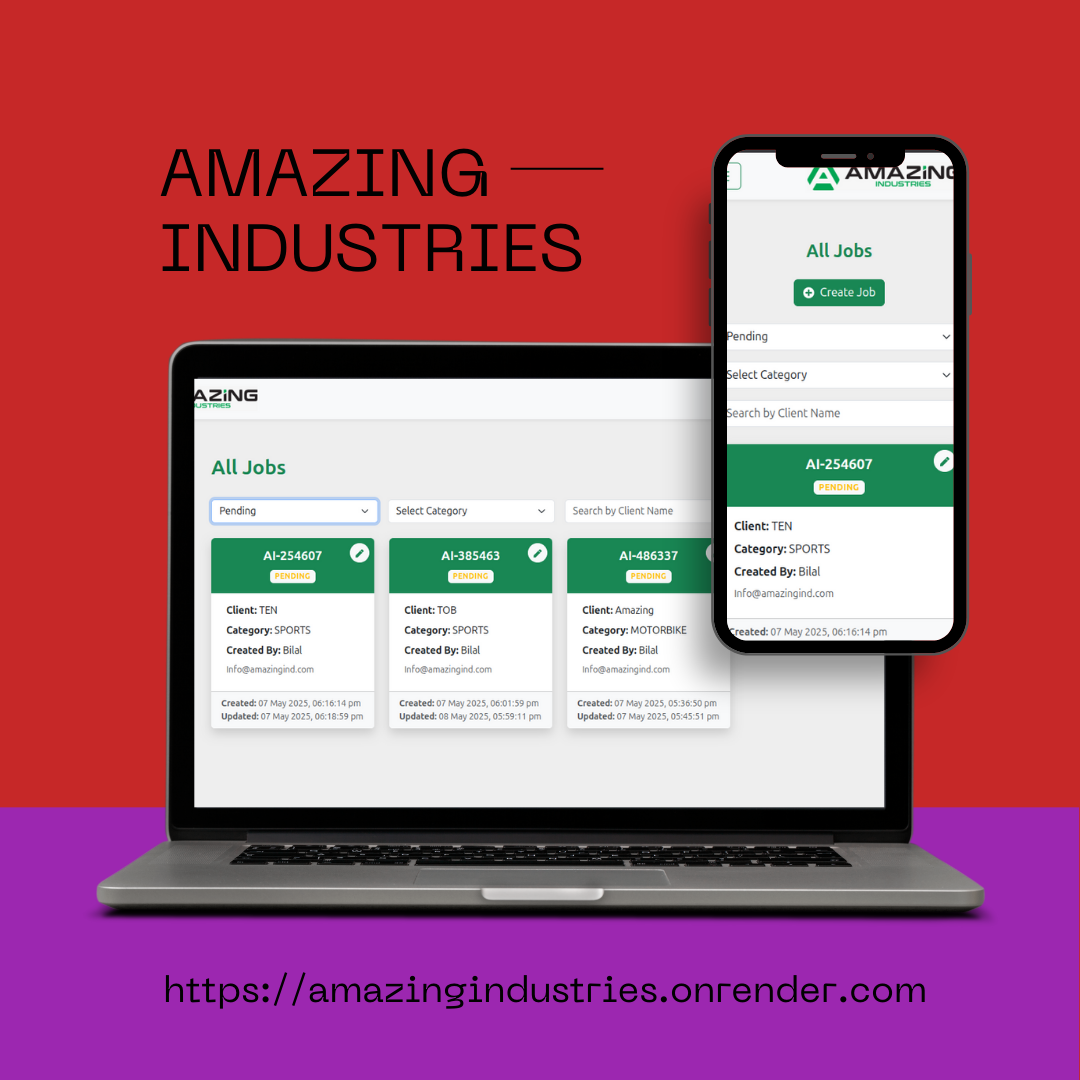 AMAZING
INDUSTRIES
AMAZING
INDUSTRIES
All Jobs
Create Job
Pending
Select Category
Search by Client Name
AI-254607
PENDING
Client: TEN
Category: SPORTS
Created By: Bilal
Info@amazingind.com
Created: 07 May 2025, 06:16:14 pm
AZING
USTRIES
All Jobs
Pending
Select Category
Search by Client Name
AI-254607
PENDING
Client: TEN
Category: SPORTS
Created By: Bilal
Info@amazingind.com
Created: 07 May 2025, 06:16:14 pm
Updated: 07 May 2025, 06:18:59 pm
AI-385463
PENDING
Client: TOB
Category: SPORTS
Created By: Bilal
Info@amazingind.com
Created: 07 May 2025, 06:01:59 pm
Updated: 08 May 2025, 05:59:11 pm
AI-486337
PENDING
Client: Amazing
Category: MOTORBIKE
Created By: Bilal
Info@amazingind.com
Created: 07 May 2025, 05:36:50 pm
Updated: 07 May 2025, 05:45:51 pm
https://amazingindustries.onrender.com